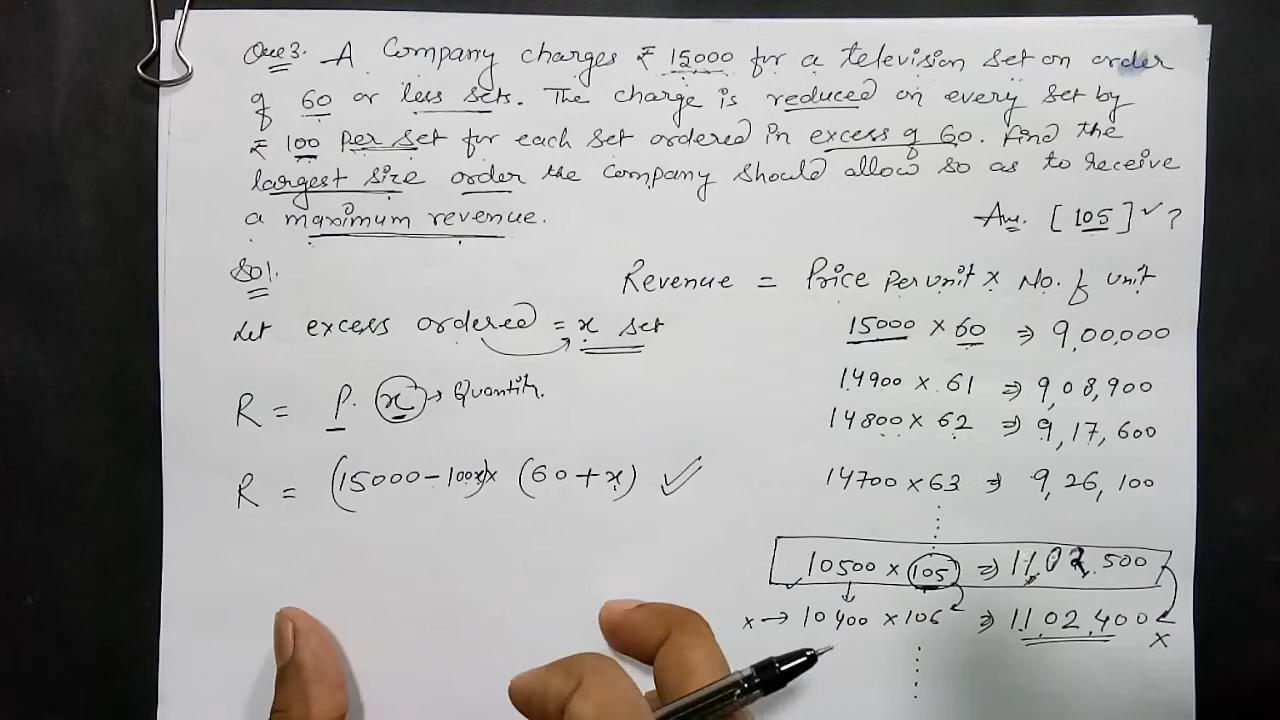 Que 3. A Company charges ₹ 15000 for a television set on order
of 60 or less sets. The charge is reduced on every set by
₹ 100 per set for each set ordered in excess of 60. Find the
largest size order the company should allow so as to receive
a maximum revenue.
Ans. [105] ✓ ?
Sol.
Revenue = Price per unit × No. of unit
Let excess ordered = x set
15000 × 60 ⇒ 9,00,000
14900 × 61 ⇒ 9,08,900
R = P. x → Quantity.
14800 × 62 ⇒ 9,17,600
R = (15000-100x)× (60+x) ✓
14700 × 63 ⇒ 9,26,100
10500 × 105 ⇒ 11,02,500
x → 10400 × 106 ⇒ 11,02,400
x